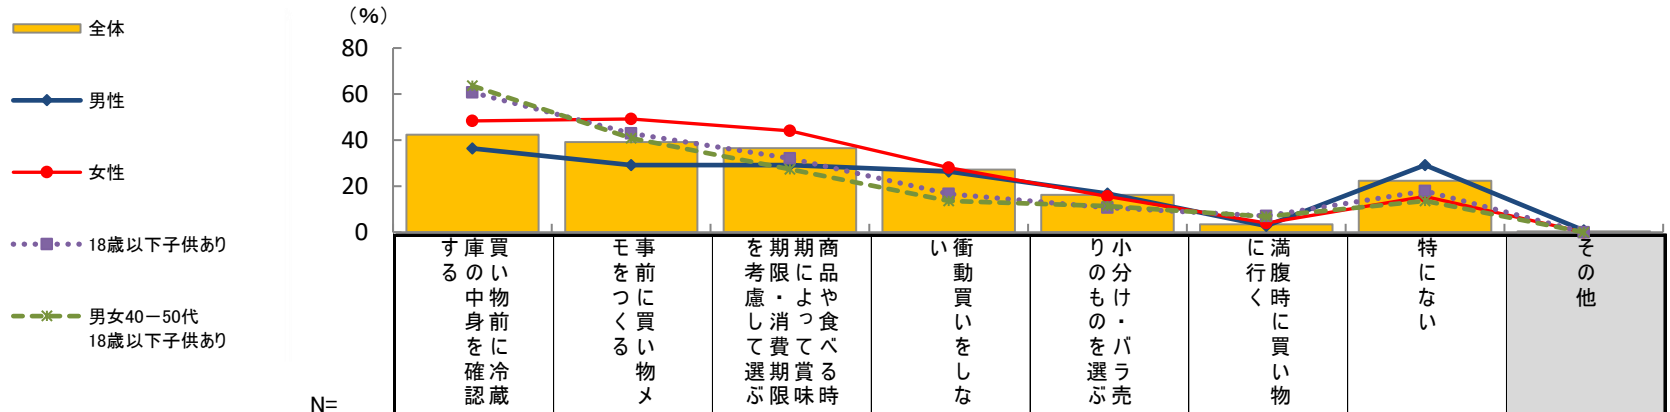 (%)
全体
男性
女性
18歳以下子供あり
男女40－50代
18歳以下子供あり
80
60
40
20
0
買い物前に冷蔵
庫の中身を確認
する
事前に買い物メ
モをつくる
商品や食べる時
期によって賞味
期限・消費期限
を考慮して選ぶ
衝動買いをしな
い
小分け・バラ売
りのものを選ぶ
満腹時に買い物
に行く
特にない
その他
N=